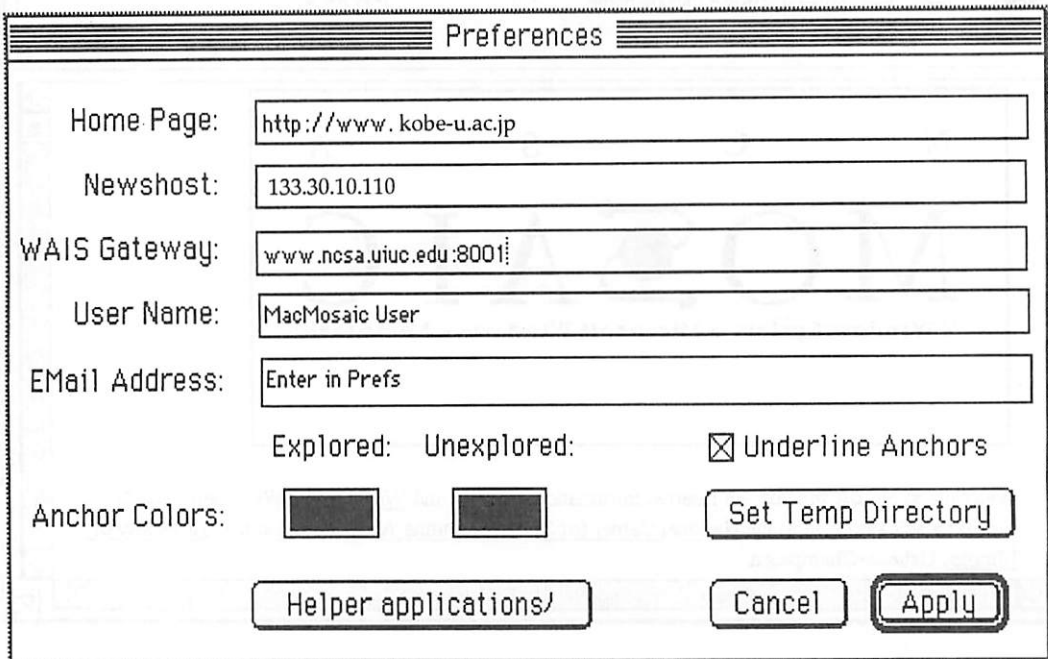 Preferences
Home Page: http://www.kobe-u.ac.jp
Newshost: 133.30.10.110
WAIS Gateway: www.ncsa.uiuc.edu:8001
User Name: MacMosaic User
EMail Address: Enter in Prefs
Explored: Unexplored: Underline Anchors
Anchor Colors: Set Temp Directory
Helper applications/ Cancel Apply